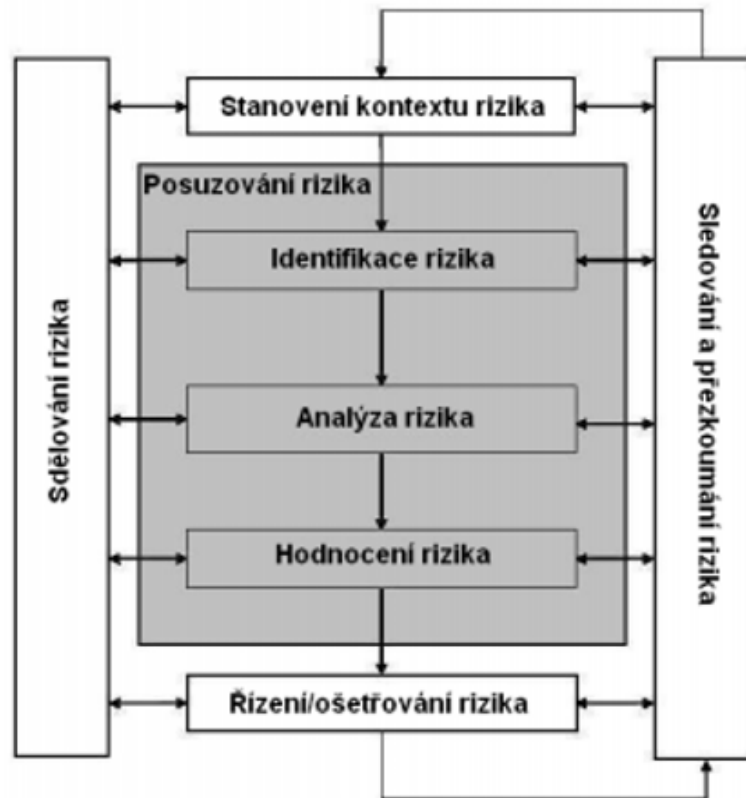 Stanovení kontextu rizika
Posuzování rizika
Identifikace rizika
Analýza rizika
Hodnocení rizika
Řízení/ošetřování rizika
Sdělování rizika
Sledování a přezkoumání rizika